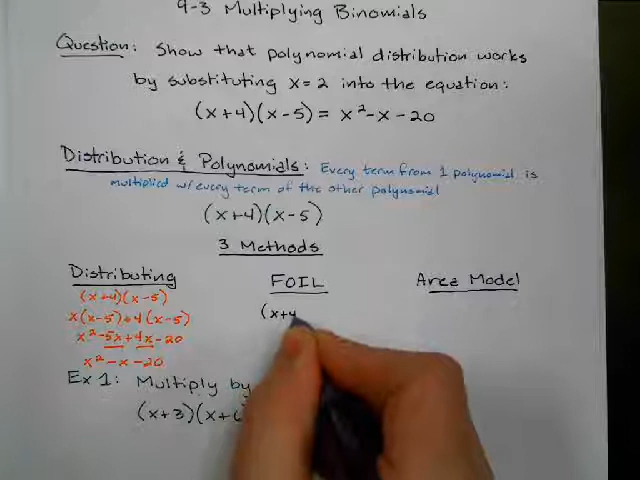 9-3 Multiplying Binomials
Question: Show that polynomial distribution works
by substituting x = 2 into the equation:
(x+4)(x-5) = x² - x - 20
Distribution & Polynomials: Every term from 1 polynomial is
multiplied w/ every term of the other polynomial
(x+4)(x-5)
3 Methods
Distributing
(x+4)(x-5)
x(x-5)+4(x-5)
x² - 5x + 4x - 20
x² - x - 20
FOIL
(x+4
Area Model
Ex 1: Multiply by
(x+3)(x+6